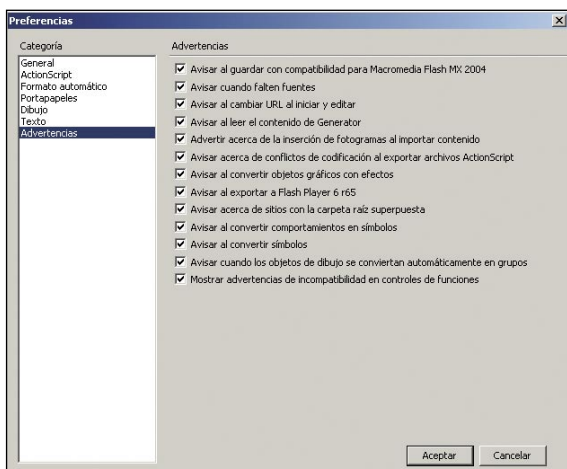 Preferencias
Categoría
General
ActionScript
Formato automático
Portapapeles
Dibujo
Texto
Advertencias
Advertencias
Avisar al guardar con compatibilidad para Macromedia Flash MX 2004
Avisar cuando falten fuentes
Avisar al cambiar URL al iniciar y editar
Avisar al leer el contenido de Generator
Advertir acerca de la inserción de fotogramas al importar contenido
Avisar acerca de conflictos de codificación al exportar archivos ActionScript
Avisar al convertir objetos gráficos con efectos
Avisar al exportar a Flash Player 6 r65
Avisar acerca de sitios con la carpeta raíz superpuesta
Avisar al convertir comportamientos en símbolos
Avisar al convertir símbolos
Avisar cuando los objetos de dibujo se conviertan automáticamente en grupos
Mostrar advertencias de incompatibilidad en controles de funciones
Aceptar
Cancelar